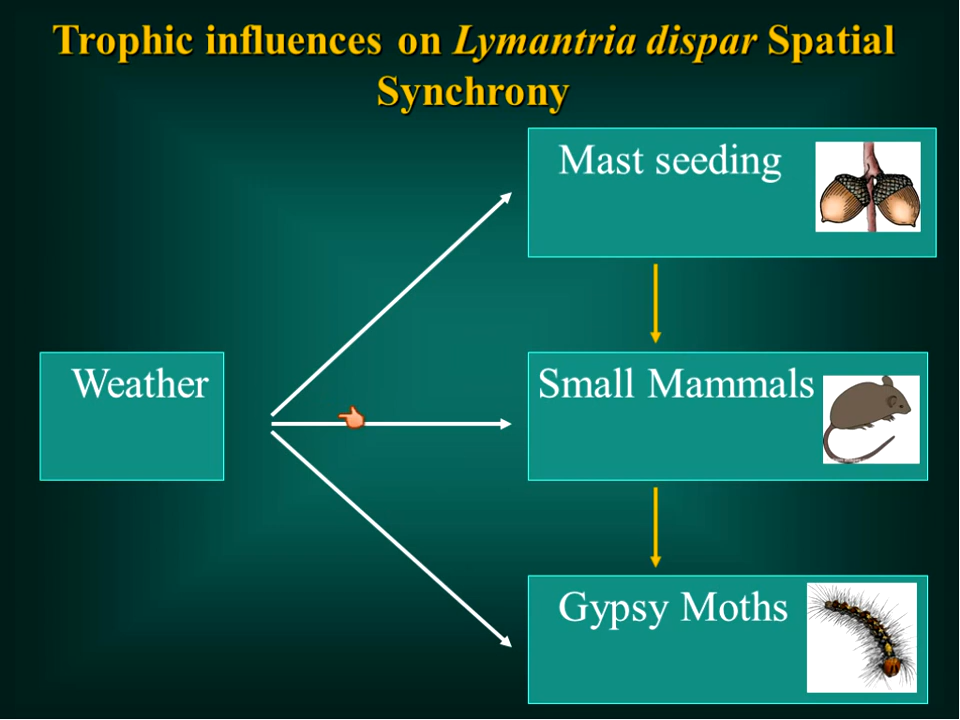 Trophic influences on Lymantria dispar Spatial
Synchrony
Mast seeding
Weather
Small Mammals
Gypsy Moths